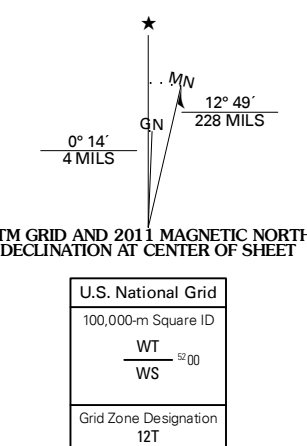 ★
MN
GN
12° 49´
228 MILS
0° 14´
4 MILS
TM GRID AND 2011 MAGNETIC NORTH
DECLINATION AT CENTER OF SHEET
U.S. National Grid
100,000-m Square ID
WT
5200
WS
Grid Zone Designation
12T